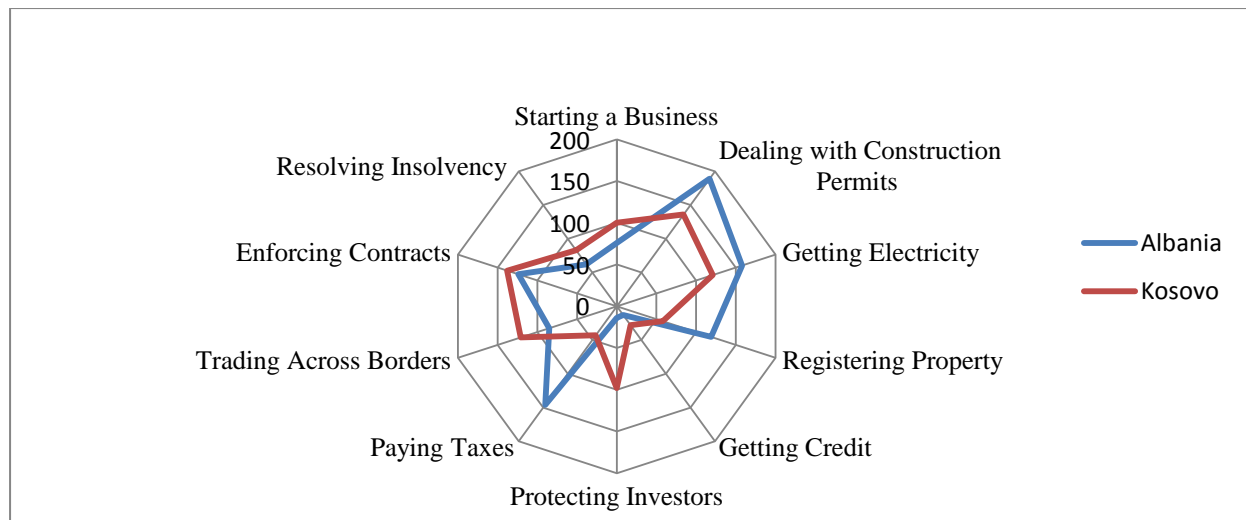 Starting a Business
200
Dealing with Construction
Permits
Resolving Insolvency
150
100
Enforcing Contracts
Getting Electricity
50
0
Albania
Kosovo
Trading Across Borders
Registering Property
Paying Taxes
Getting Credit
Protecting Investors